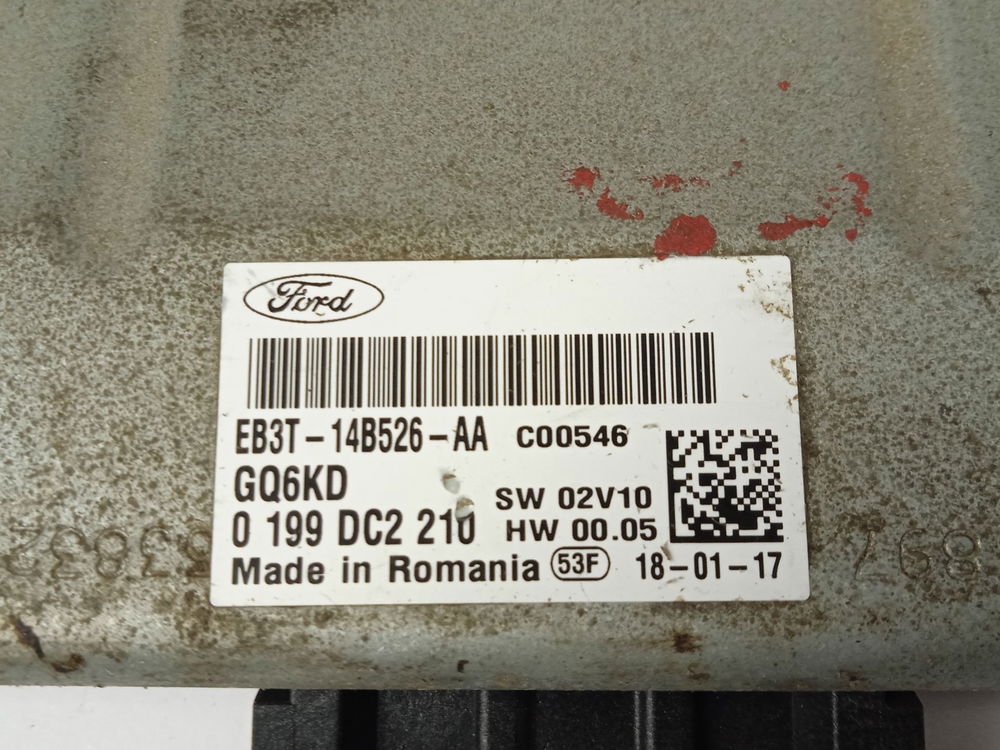 Ford
EB3T-14B526-AA C00546
GQ6KD
SW 02V10
0 199 DC2 210 HW 00.05
Made in Romania 53F 18-01-17